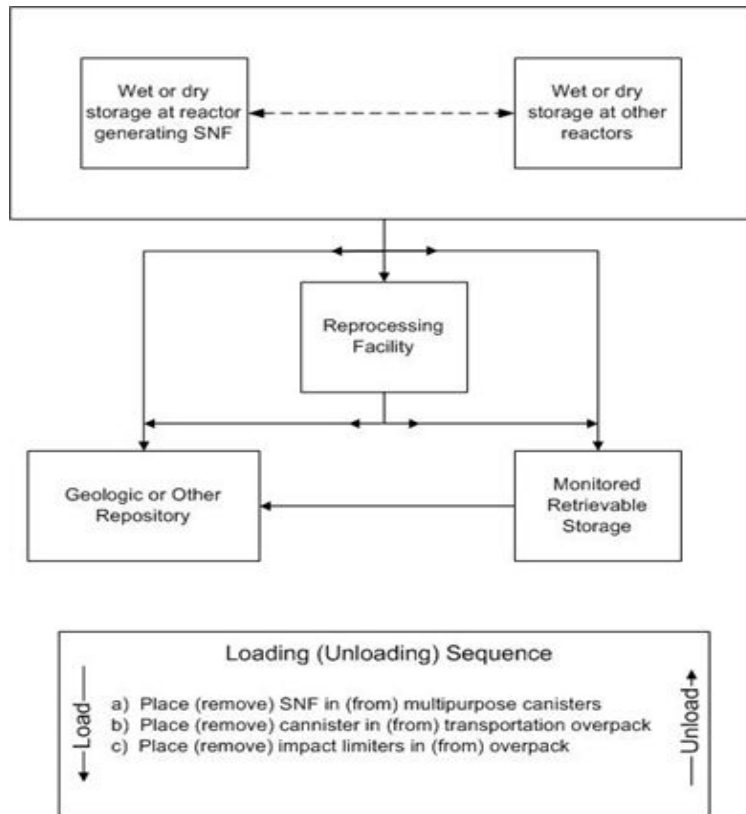 Wet or dry
storage at reactor
generating SNF
Wet or dry
storage at other
reactors
Reprocessing
Facility
Geologic or Other
Repository
Monitored
Retrievable
Storage
Loading (Unloading) Sequence
Load
a) Place (remove) SNF in (from) multipurpose canisters
b) Place (remove) cannister in (from) transportation overpack
c) Place (remove) impact limiters in (from) overpack
Unload